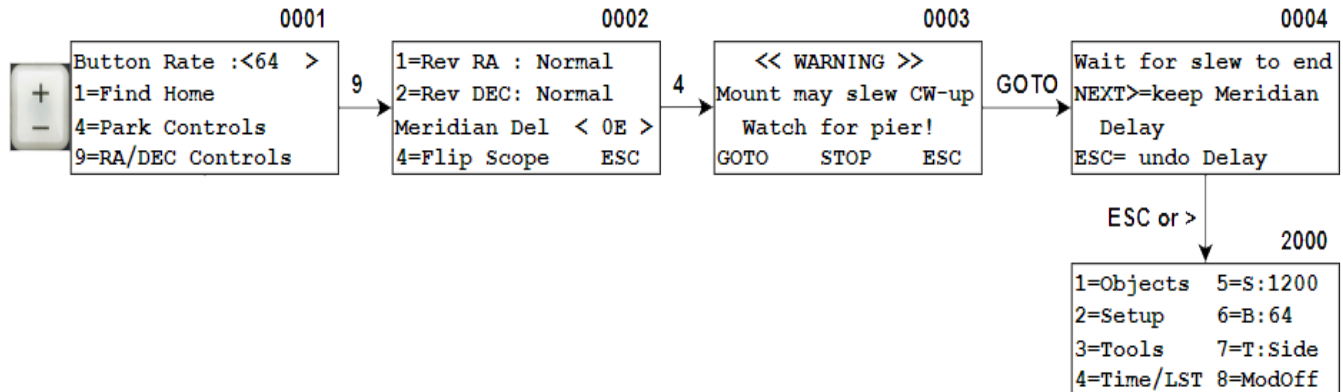 0001
+
-
Button Rate :<64 >
1=Find Home
4=Park Controls
9=RA/DEC Controls
9
0002
1=Rev RA : Normal
2=Rev DEC: Normal
Meridian Del < 0E >
4=Flip Scope ESC
4
0003
<< WARNING >>
Mount may slew CW-up
Watch for pier!
GOTO STOP ESC
GOTO
0004
Wait for slew to end
NEXT>=keep Meridian
Delay
ESC= undo Delay
ESC or >
2000
1=Objects 5=S:1200
2=Setup 6=B:64
3=Tools 7=T:Side
4=Time/LST 8=ModOff